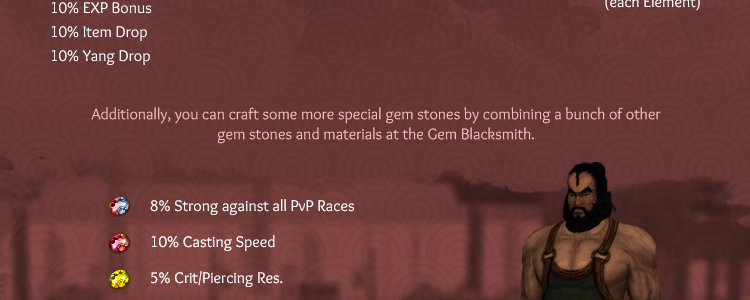 (each Element)
10% EXP Bonus
10% Item Drop
10% Yang Drop
Additionally, you can craft some more special gem stones by combining a bunch of other
gem stones and materials at the Gem Blacksmith.
8% Strong against all PvP Races
10% Casting Speed
5% Crit/Piercing Res.